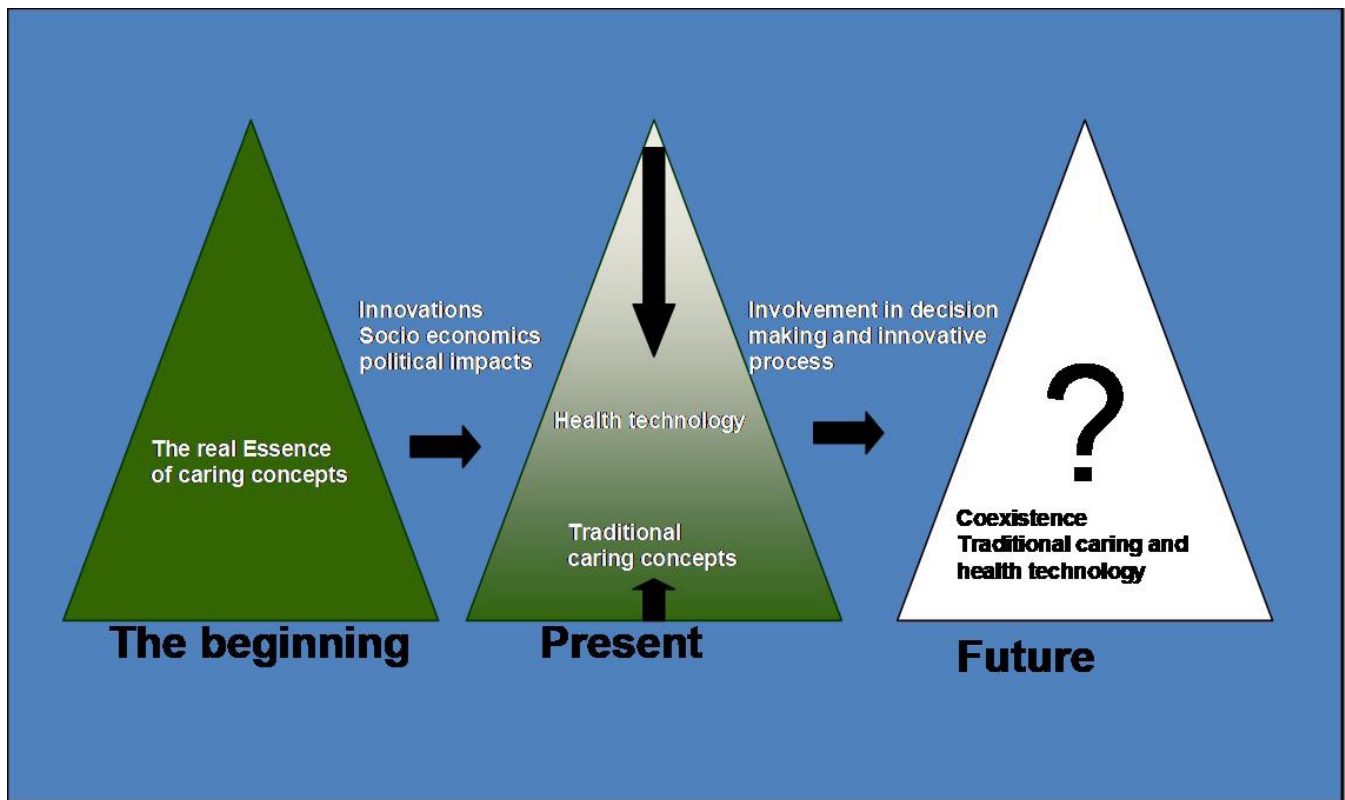 The real Essence
of caring concepts
The beginning
Innovations
Socio economics
political impacts
Health technology
Traditional
caring concepts
Present
Involvement in decision
making and innovative
process
?
Coexistence
Traditional caring and
health technology
Future